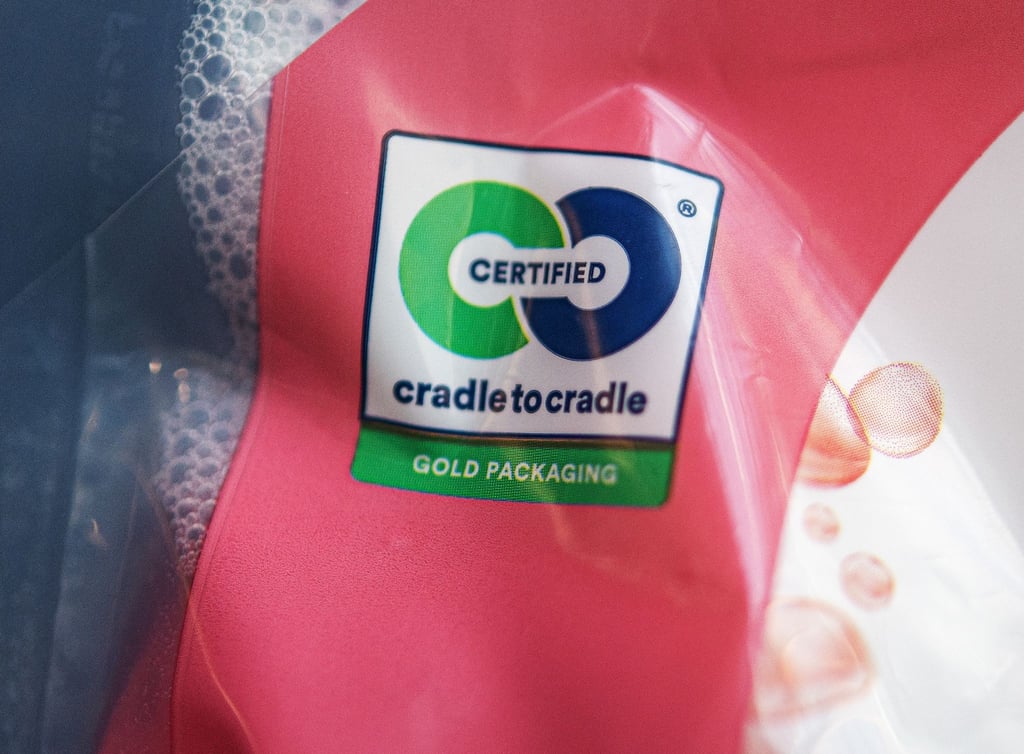 ®
CERTIFIED
cradletocradle
GOLD PACKAGING